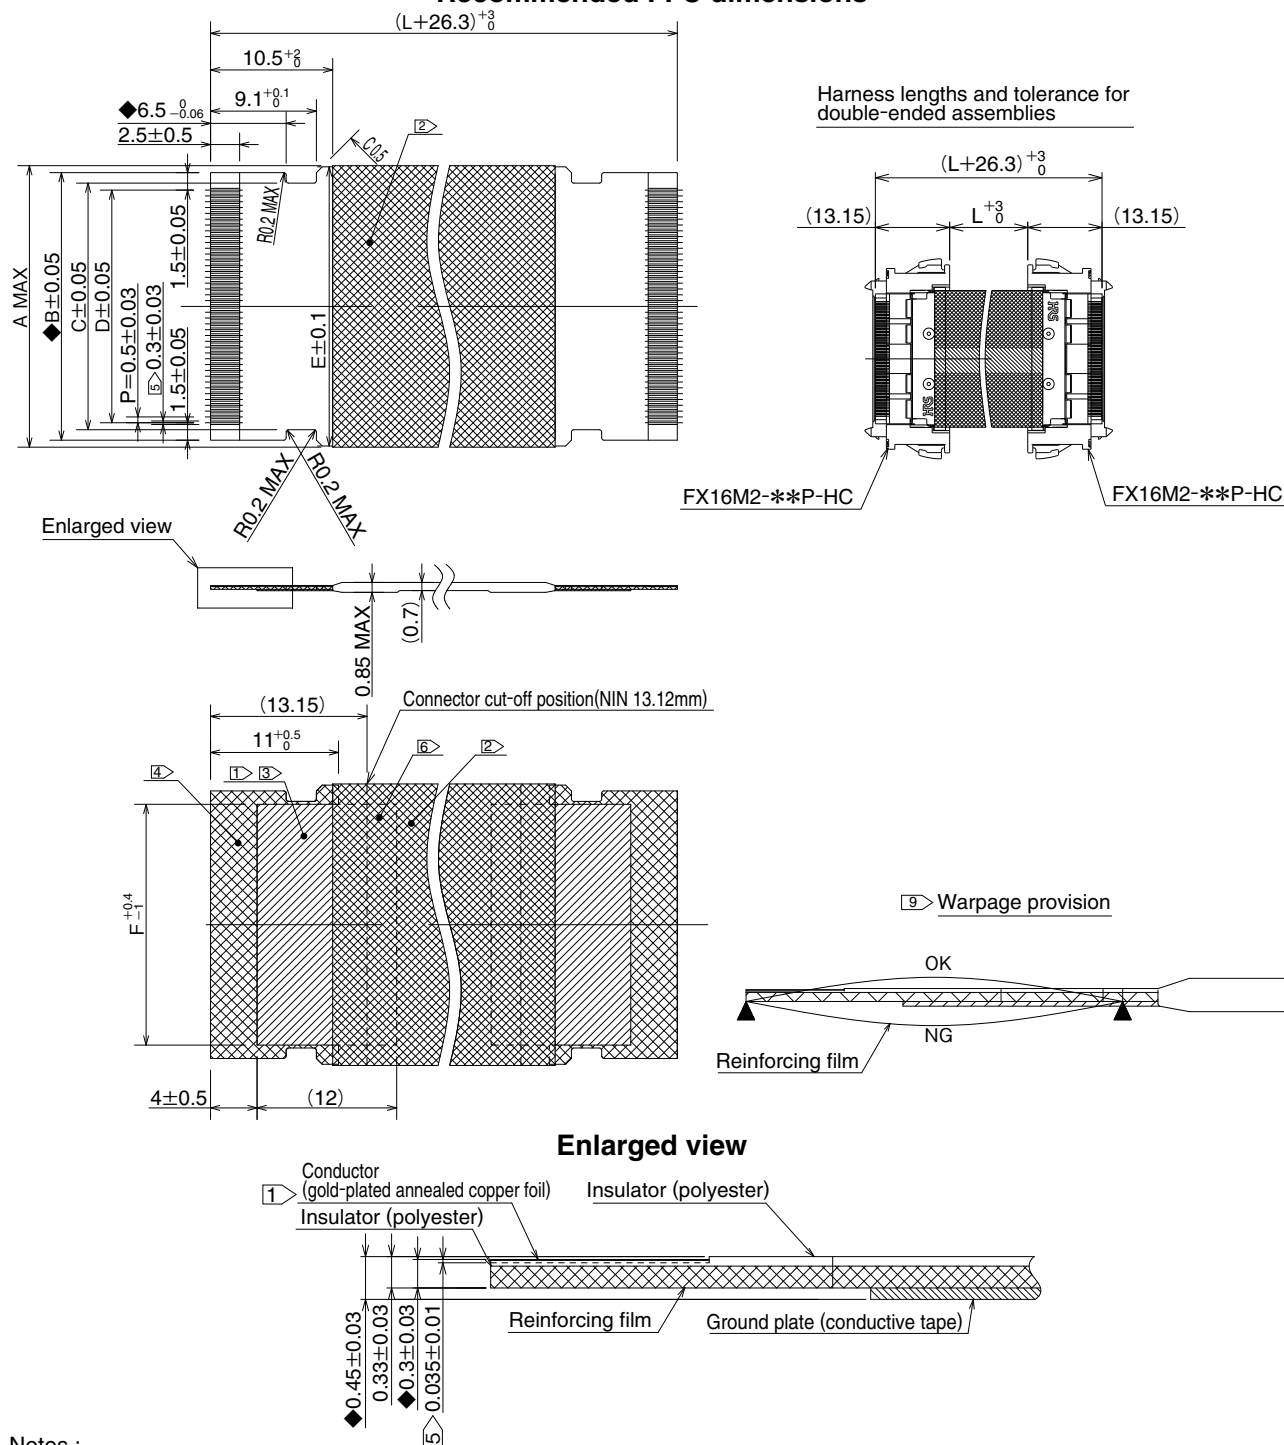 (L+26.3) +3 0
10.5 +2 0
◆6.5 0 -0.06
9.1 +0.1 0
2.5±0.5
C0.5
2
R0.2 MAX
A MAX
◆B±0.05
C±0.05
D±0.05
P=0.5±0.03
5 0.3±0.03
1.5±0.05
1.5±0.05
E±0.1
R0.2 MAX
R0.2 MAX
Harness lengths and tolerance for
double-ended assemblies
(L+26.3) +3 0
(13.15)
L +3 0
(13.15)
HRS
HRS
FX16M2-**P-HC
FX16M2-**P-HC
Enlarged view
0.85 MAX
(0.7)
(13.15)
Connector cut-off position(NIN 13.12mm)
11 +0.5 0
4
1 3
6
2
F +0.4 -1
4±0.5
(12)
9 Warpage provision
OK
NG
Reinforcing film
Enlarged view
Conductor
1 (gold-plated annealed copper foil)
Insulator (polyester)
Insulator (polyester)
Reinforcing film
Ground plate (conductive tape)
◆0.45±0.03
0.33±0.03
◆0.3±0.03
5 0.035±0.01